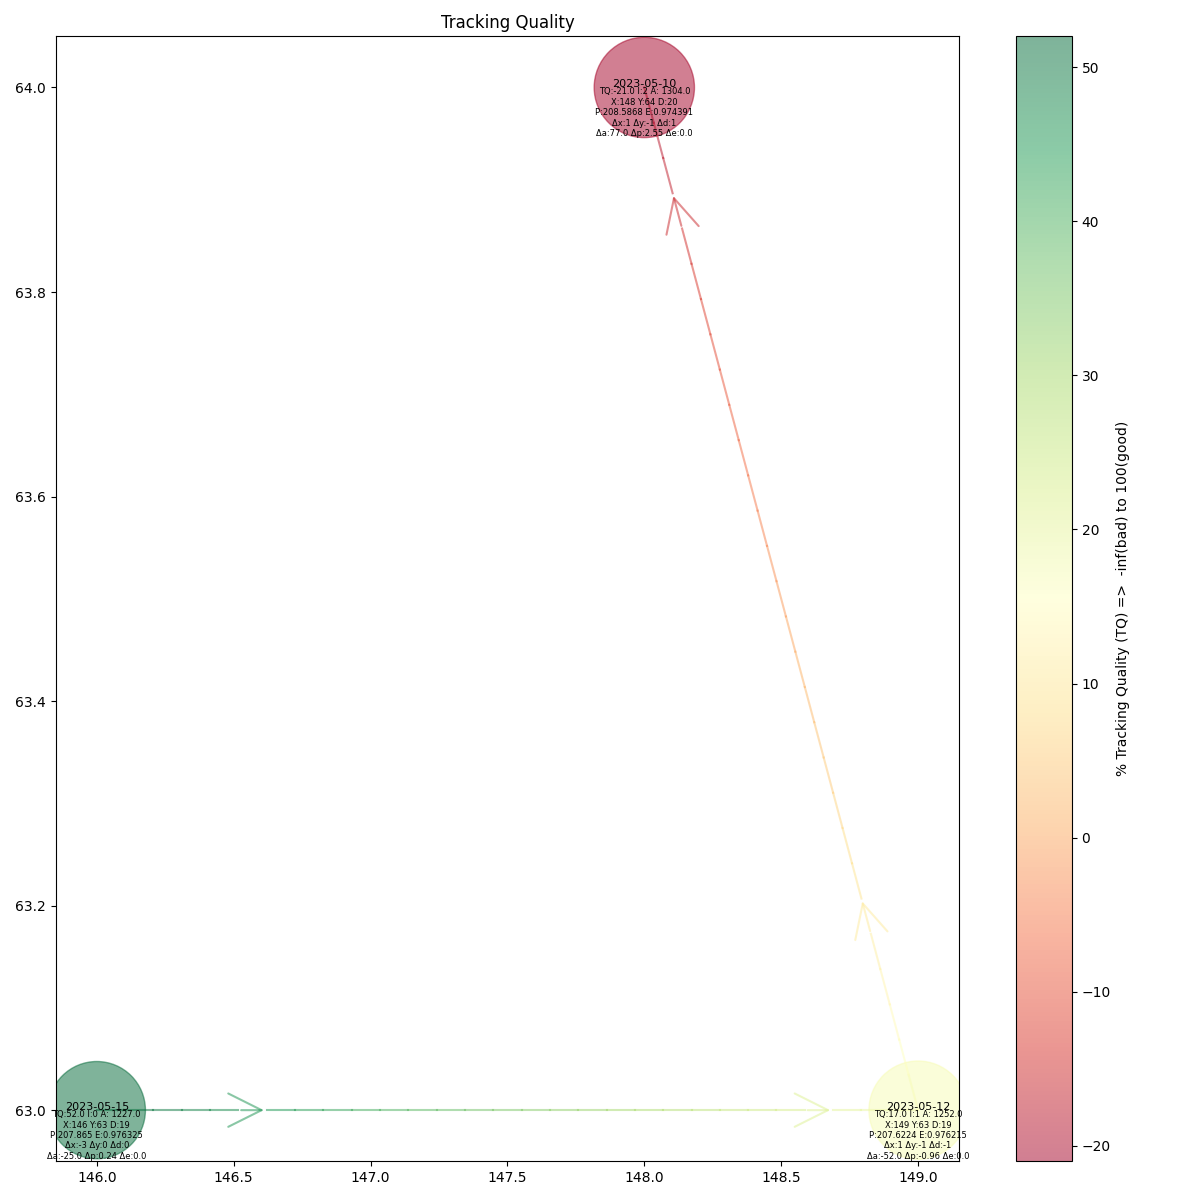 Tracking Quality
64.0
63.8
63.6
63.4
63.2
63.0
2023-05-10
TQ:-21.0 I:2 A: 1304.0
X:148 Y:64 D:20
P:208.5868 E:0.974391
Δx:1 Δy:-1 Δd:1
Δa:77.0 Δp:2.55 Δe:0.0
2023-05-15
TQ:52.0 I:0 A: 1227.0
X:146 Y:63 D:19
P:207.865 E:0.976325
Δx:-3 Δy:0 Δd:0
Δa:-25.0 Δp:0.24 Δe:0.0
2023-05-12
TQ:17.0 I:1 A: 1252.0
X:149 Y:63 D:19
P:207.6224 E:0.976215
Δx:1 Δy:-1 Δd:-1
Δa:-52.0 Δp:-0.96 Δe:0.0
146.0 146.5 147.0 147.5 148.0 148.5 149.0
50
40
30
20
10
0
−10
−20
% Tracking Quality (TQ) => -inf(bad) to 100(good)